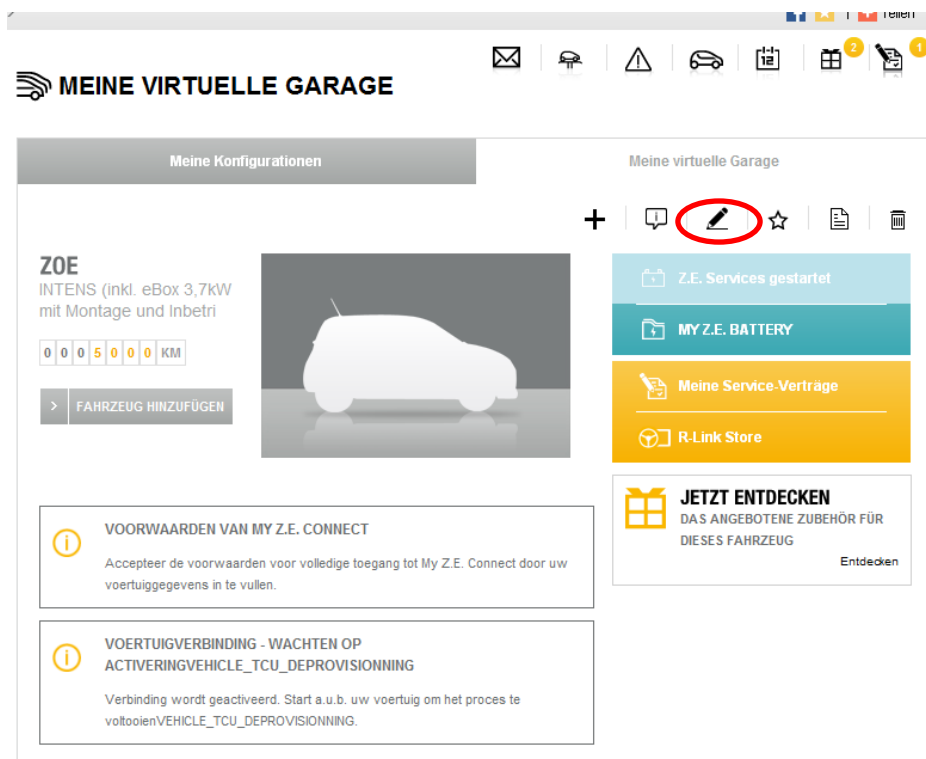 Teilen
12
2
1
MEINE VIRTUELLE GARAGE
Meine Konfigurationen
Meine virtuelle Garage
ZOE
INTENS (inkl. eBox 3,7kW
mit Montage und Inbetri
0 0 0 5 0 0 0 KM
FAHRZEUG HINZUFÜGEN
Z.E. Services gestartet
MY Z.E. BATTERY
Meine Service-Verträge
R-Link Store
JETZT ENTDECKEN
DAS ANGEBOTENE ZUBEHÖR FÜR
DIESES FAHRZEUG
Entdecken
VOORWAARDEN VAN MY Z.E. CONNECT
Accepteer de voorwaarden voor volledige toegang tot My Z.E. Connect door uw
voertuiggegevens in te vullen.
VOERTUIGVERBINDING - WACHTEN OP
ACTIVERINGVEHICLE_TCU_DEPROVISIONNING
Verbinding wordt geactiveerd. Start a.u.b. uw voertuig om het proces te
voltooienVEHICLE_TCU_DEPROVISIONNING.